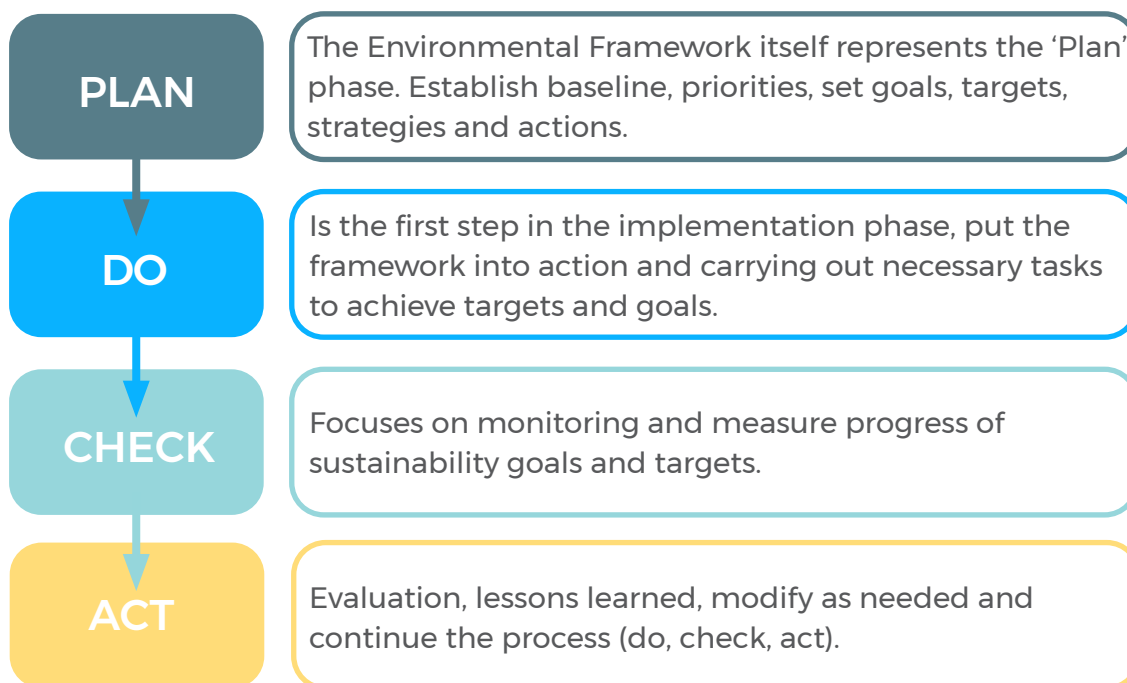 PLAN
The Environmental Framework itself represents the ‘Plan’
phase. Establish baseline, priorities, set goals, targets,
strategies and actions.
DO
Is the first step in the implementation phase, put the
framework into action and carrying out necessary tasks
to achieve targets and goals.
CHECK
Focuses on monitoring and measure progress of
sustainability goals and targets.
ACT
Evaluation, lessons learned, modify as needed and
continue the process (do, check, act).